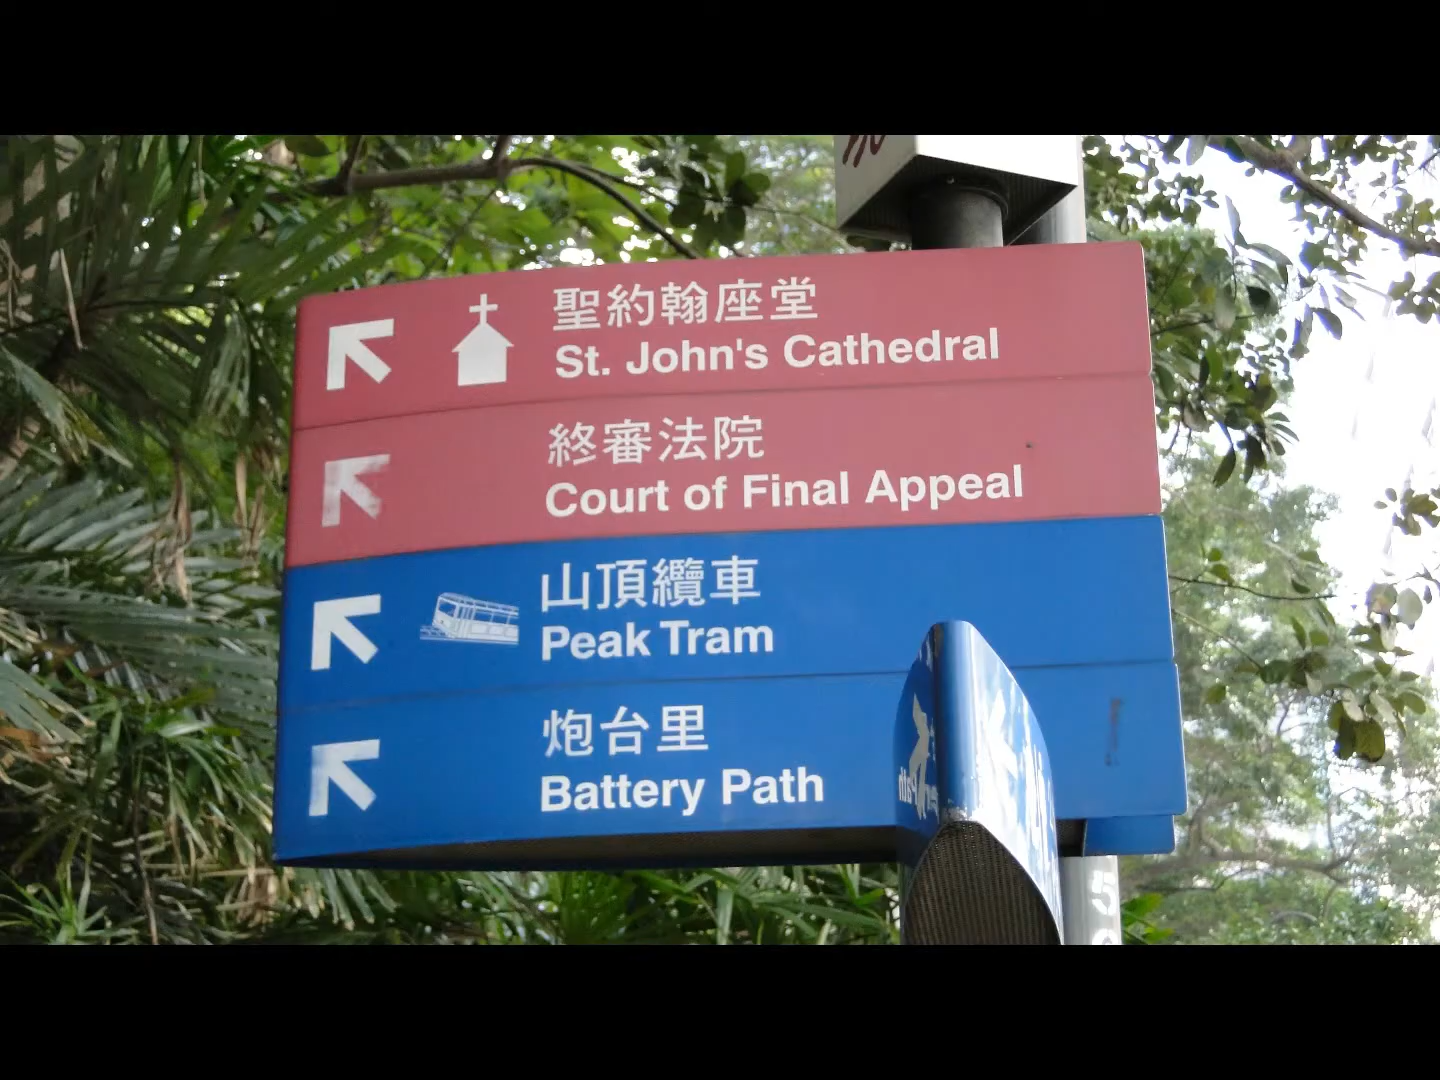 聖約翰座堂
St. John's Cathedral
終審法院
Court of Final Appeal
山頂纜車
Peak Tram
炮台里
Battery Path